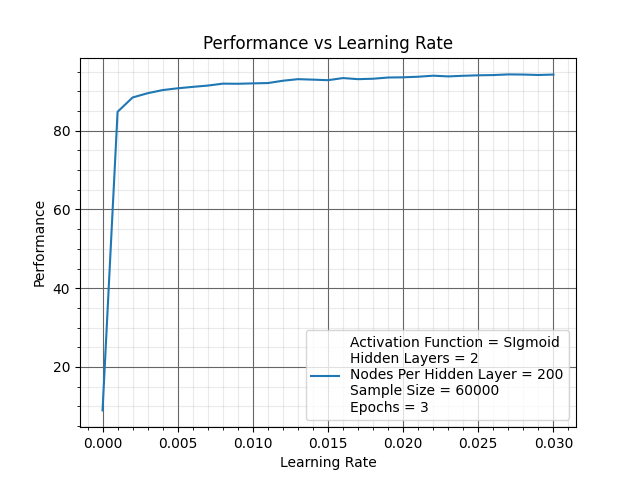 Performance vs Learning Rate
Performance
80
60
40
20
Activation Function = SIgmoid
Hidden Layers = 2
Nodes Per Hidden Layer = 200
Sample Size = 60000
Epochs = 3
0.000 0.005 0.010 0.015 0.020 0.025 0.030
Learning Rate